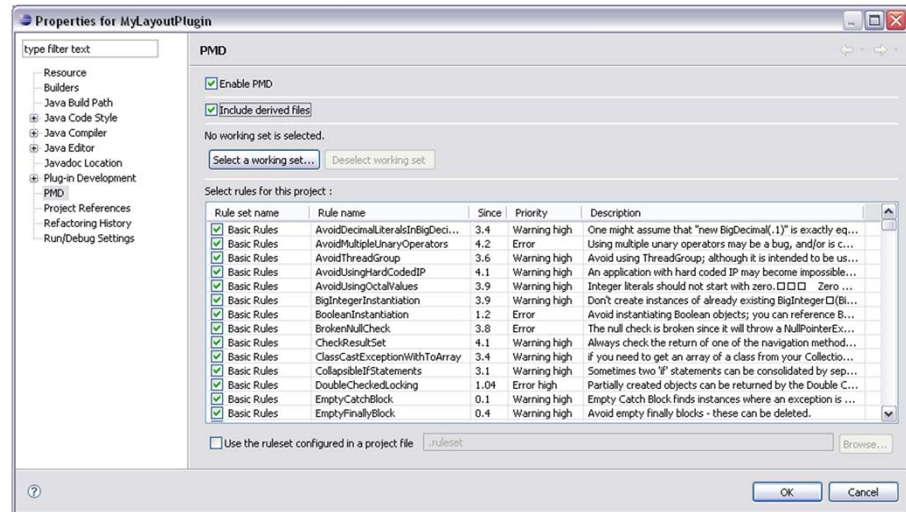 Properties for MyLayoutPlugin
type filter text
Resource
Builders
Java Build Path
Java Code Style
Java Compiler
Java Editor
Javadoc Location
Plug-in Development
PMD
Project References
Refactoring History
Run/Debug Settings
PMD
Enable PMD
Include derived files
No working set is selected.
Select a working set... Deselect working set
Select rules for this project :
Rule set name Rule name Since Priority Description
Basic Rules AvoidDecimalLiteralsInBigDeci... 3.4 Warning high One might assume that "new BigDecimal(.1)" is exactly eq...
Basic Rules AvoidMultipleUnaryOperators 4.2 Error Using multiple unary operators may be a bug, and/or is c...
Basic Rules AvoidThreadGroup 3.6 Warning high Avoid using ThreadGroup; although it is intended to be us...
Basic Rules AvoidUsingHardCodedIP 4.1 Warning high An application with hard coded IP may become impossible...
Basic Rules AvoidUsingOctalValues 3.9 Warning high Integer literals should not start with zero.□□□ Zero ...
Basic Rules BigIntegerInstantiation 3.9 Warning high Don't create instances of already existing BigInteger□(Bi...
Basic Rules BooleanInstantiation 1.2 Error Avoid instantiating Boolean objects; you can reference B...
Basic Rules BrokenNullCheck 3.8 Error The null check is broken since it will throw a NullPointerEx...
Basic Rules CheckResultSet 4.1 Warning high Always check the return of one of the navigation method...
Basic Rules ClassCastExceptionWithToArray 3.4 Warning high if you need to get an array of a class from your Collectio...
Basic Rules CollapsibleIfStatements 3.1 Warning high Sometimes two 'if' statements can be consolidated by sep...
Basic Rules DoubleCheckedLocking 1.04 Error high Partially created objects can be returned by the Double C...
Basic Rules EmptyCatchBlock 0.1 Warning high Empty Catch Block finds instances where an exception is ...
Basic Rules EmptyFinallyBlock 0.4 Warning high Avoid empty finally blocks - these can be deleted.
Use the ruleset configured in a project file .ruleset Browse...
OK Cancel